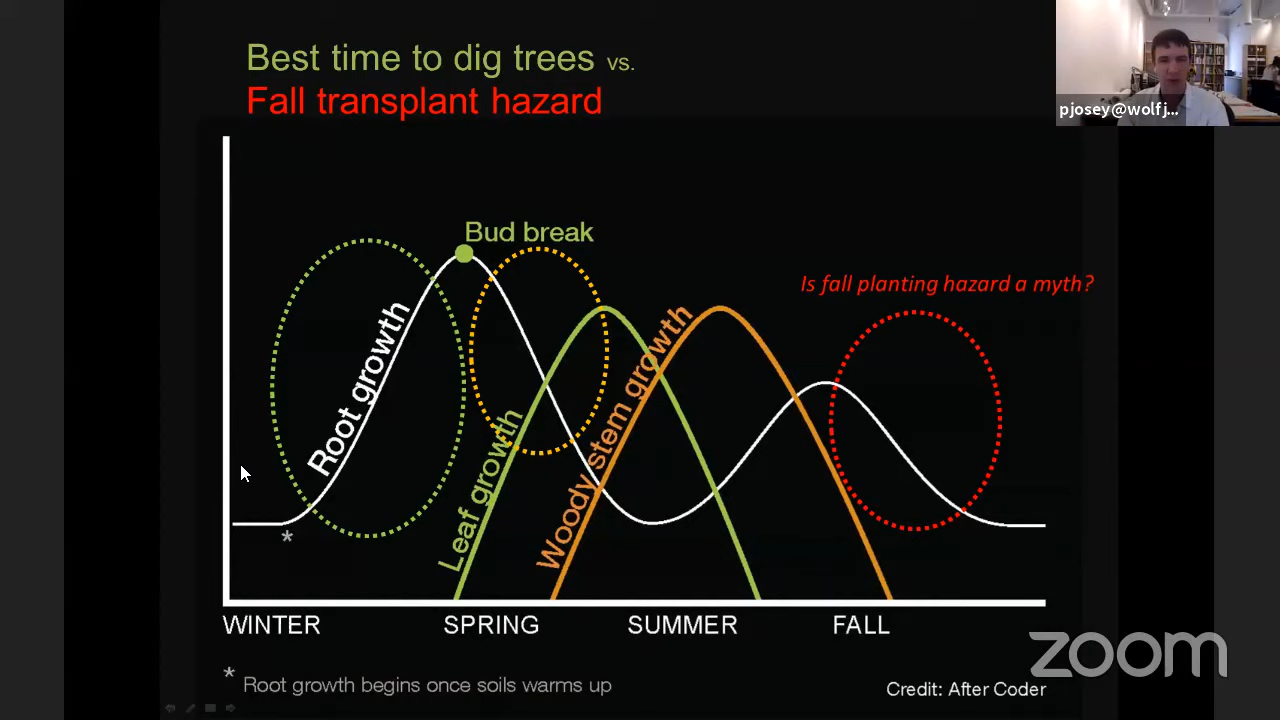 Best time to dig trees vs.
Fall transplant hazard
pjosey@wolfj...
Bud break
Is fall planting hazard a myth?
Root growth
Leaf growth
Woody stem growth
*
WINTER
SPRING
SUMMER
FALL
* Root growth begins once soils warms up
Credit: After Coder
zoom